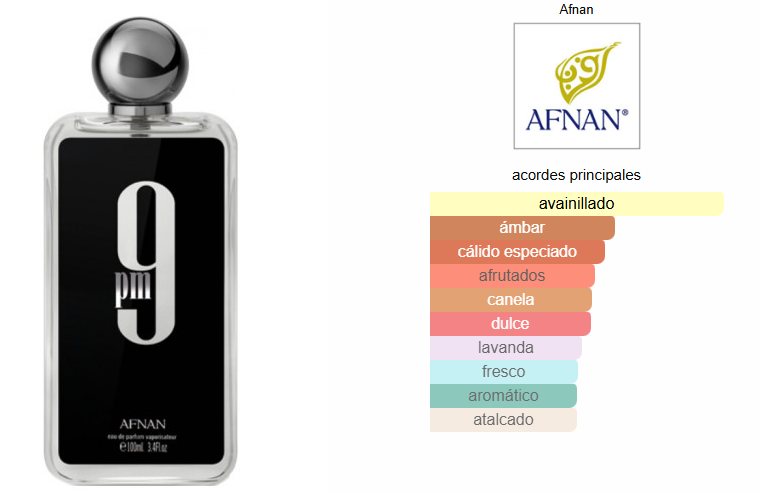 9
pm
AFNAN
eau de parfum vaporisateur
℮100ml. 3.4Fl.oz
Afnan
AFNAN®
acordes principales
avainillado
ámbar
cálido especiado
afrutados
canela
dulce
lavanda
fresco
aromático
atalcado